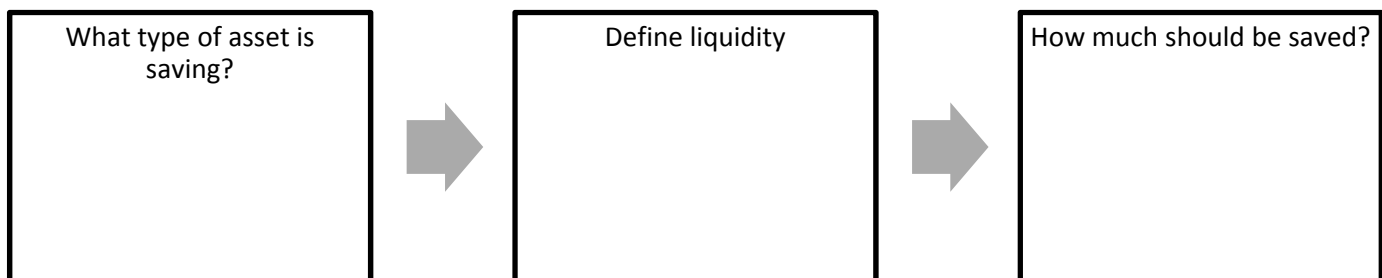 What type of asset is
saving?
Define liquidity
How much should be saved?